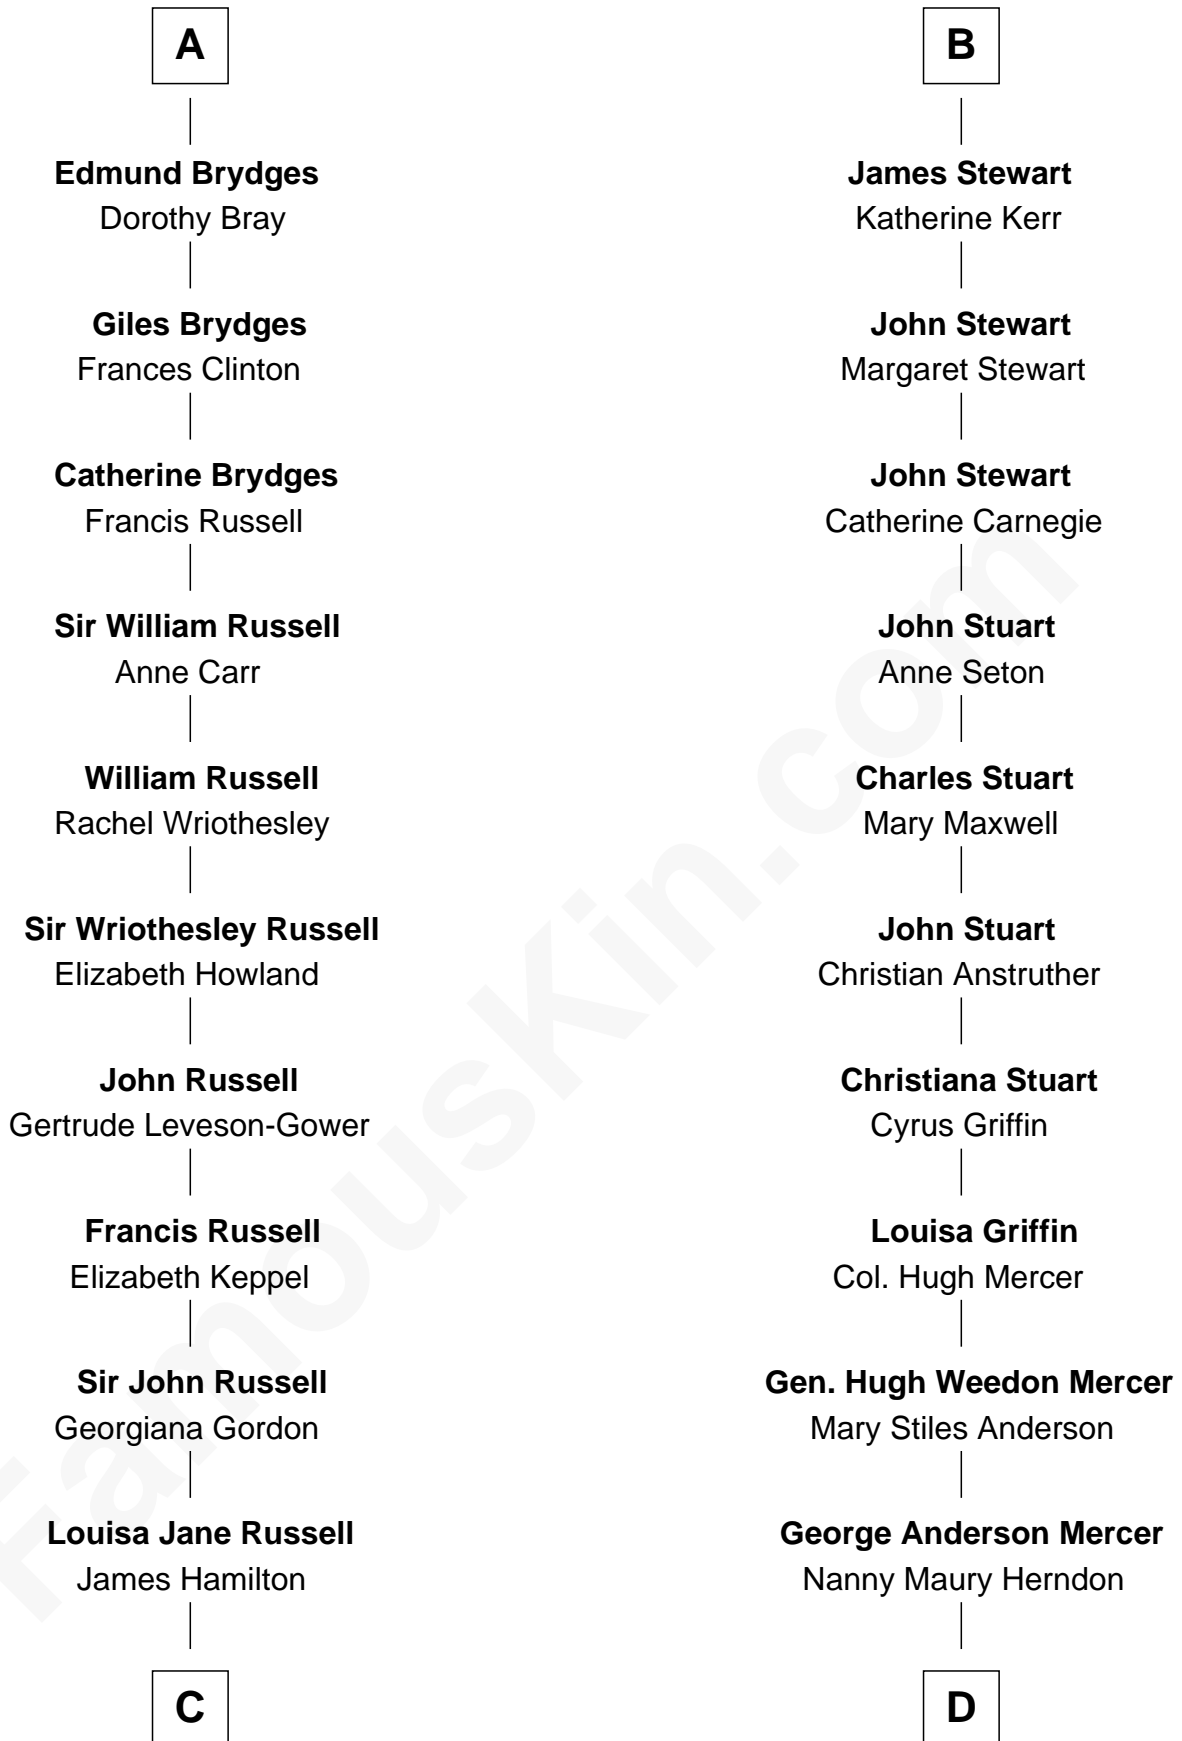 A
Edmund Brydges
Dorothy Bray
Giles Brydges
Frances Clinton
Catherine Brydges
Francis Russell
Sir William Russell
Anne Carr
William Russell
Rachel Wriothesley
Sir Wriothesley Russell
Elizabeth Howland
John Russell
Gertrude Leveson-Gower
Francis Russell
Elizabeth Keppel
Sir John Russell
Georgiana Gordon
Louisa Jane Russell
James Hamilton
C
B
James Stewart
Katherine Kerr
John Stewart
Margaret Stewart
John Stewart
Catherine Carnegie
John Stuart
Anne Seton
Charles Stuart
Mary Maxwell
John Stuart
Christian Anstruther
Christiana Stuart
Cyrus Griffin
Louisa Griffin
Col. Hugh Mercer
Gen. Hugh Weedon Mercer
Mary Stiles Anderson
George Anderson Mercer
Nanny Maury Herndon
D
FamousKin.com